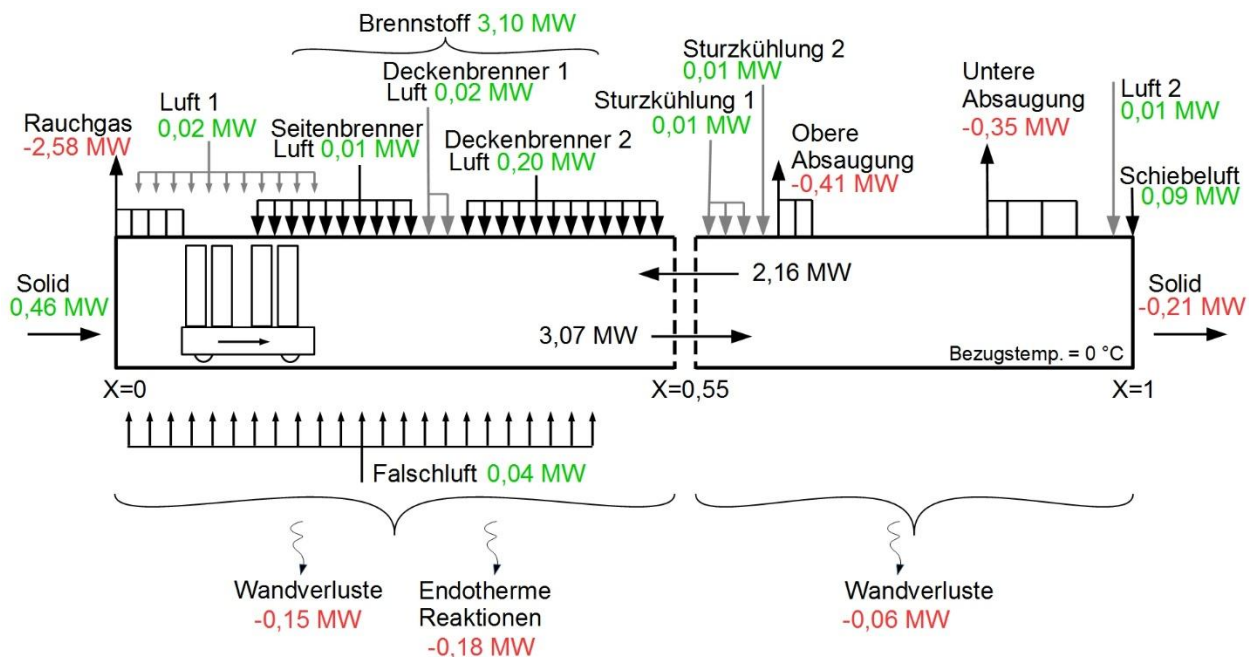 Brennstoff 3,10 MW
Rauchgas
-2,58 MW
Luft 1
0,02 MW
Seitenbrenner
Luft 0,01 MW
Deckenbrenner 1
Luft 0,02 MW
Deckenbrenner 2
Luft 0,20 MW
Sturzkühlung 1
0,01 MW
Sturzkühlung 2
0,01 MW
Obere
Absaugung
-0,41 MW
Untere
Absaugung
-0,35 MW
Luft 2
0,01 MW
Schiebeluft
0,09 MW
Solid
0,46 MW
2,16 MW
3,07 MW
Bezugstemp. = 0 °C
Solid
-0,21 MW
X=0
X=0,55
X=1
Falschluft 0,04 MW
Wandverluste
-0,15 MW
Endotherme
Reaktionen
-0,18 MW
Wandverluste
-0,06 MW